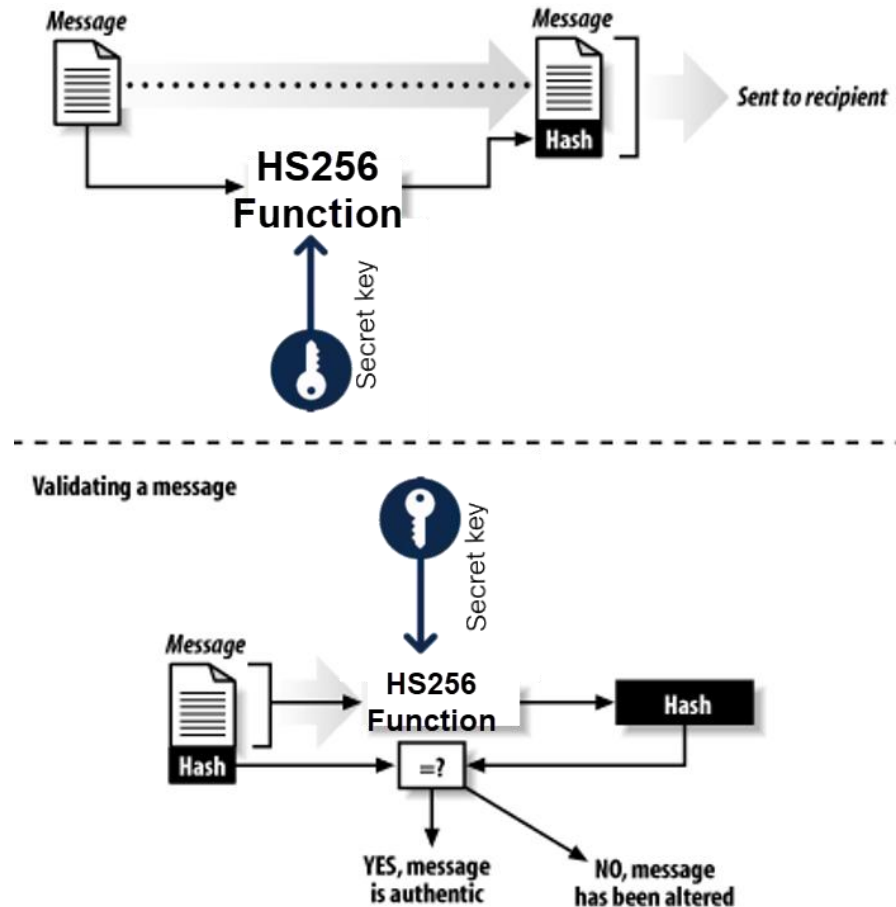 Message
Message
Sent to recipient
Hash
HS256
Function
Secret key
Validating a message
Secret key
Message
HS256
Function
Hash
Hash
=?
YES, message
is authentic
NO, message
has been altered